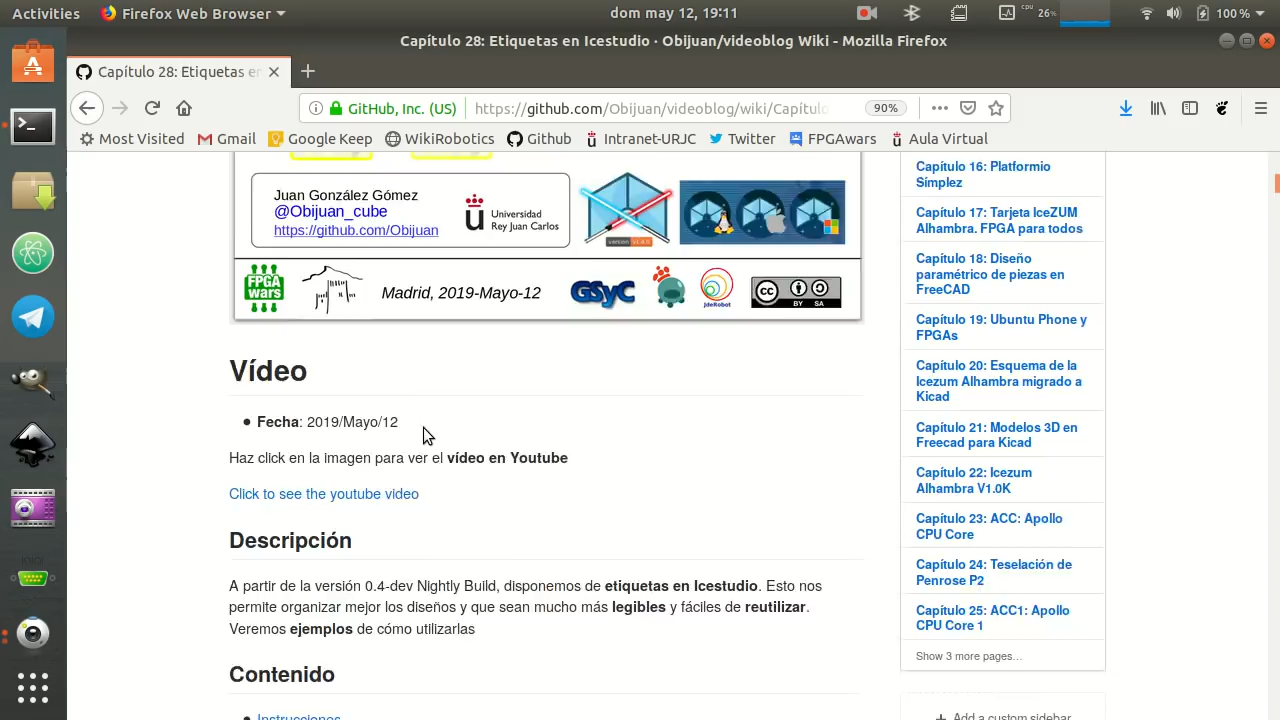 Activities
Firefox Web Browser
dom may 12, 19:11
cpu
26%
100 %
Capítulo 28: Etiquetas en Icestudio · Obijuan/videoblog Wiki - Mozilla Firefox
Capítulo 28: Etiquetas en
GitHub, Inc. (US)
https://github.com/Obijuan/videoblog/wiki/Capítulo
90%
Most Visited
Gmail
Google Keep
WikiRobotics
Github
Intranet-URJC
Twitter
FPGAwars
Aula Virtual
Juan González Gómez
@Obijuan_cube
https://github.com/Obijuan
Universidad
Rey Juan Carlos
FPGA
wars
Madrid, 2019-Mayo-12
GSyC
JdeRobot
CC
BY SA
Vídeo
Fecha: 2019/Mayo/12
Haz click en la imagen para ver el vídeo en Youtube
Click to see the youtube video
Descripción
A partir de la versión 0.4-dev Nightly Build, disponemos de etiquetas en Icestudio. Esto nos
permite organizar mejor los diseños y que sean mucho más legibles y fáciles de reutilizar.
Veremos ejemplos de cómo utilizarlas
Contenido
Instrucciones
Capítulo 16: Platformio
Símplez
Capítulo 17: Tarjeta IceZUM
Alhambra. FPGA para todos
Capítulo 18: Diseño
paramétrico de piezas en
FreeCAD
Capítulo 19: Ubuntu Phone y
FPGAs
Capítulo 20: Esquema de la
Icezum Alhambra migrado a
Kicad
Capítulo 21: Modelos 3D en
Freecad para Kicad
Capítulo 22: Icezum
Alhambra V1.0K
Capítulo 23: ACC: Apollo
CPU Core
Capítulo 24: Teselación de
Penrose P2
Capítulo 25: ACC1: Apollo
CPU Core 1
Show 3 more pages…
Add a custom sidebar